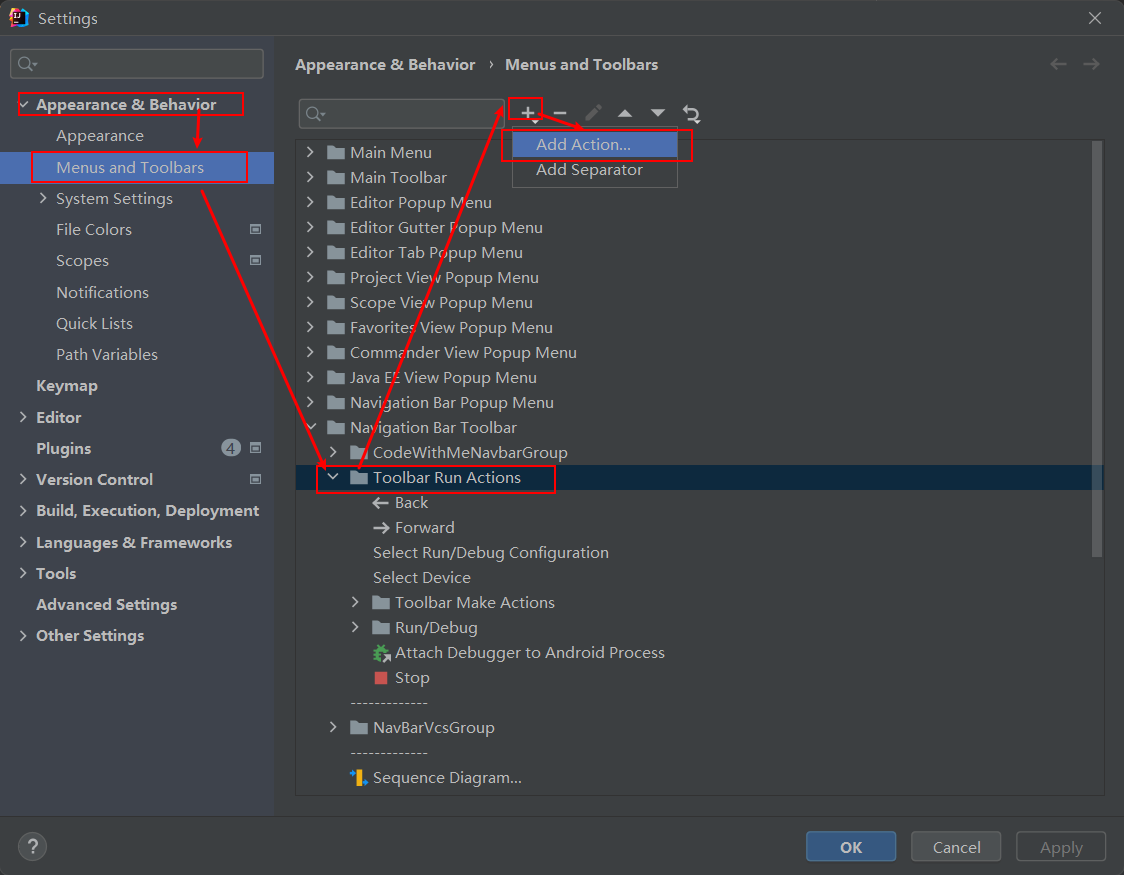 Settings
Appearance & Behavior
Appearance
Menus and Toolbars
System Settings
File Colors
Scopes
Notifications
Quick Lists
Path Variables
Keymap
Editor
Plugins 4
Version Control
Build, Execution, Deployment
Languages & Frameworks
Tools
Advanced Settings
Other Settings
Appearance & Behavior › Menus and Toolbars
Add Action...
Add Separator
Main Menu
Main Toolbar
Editor Popup Menu
Editor Gutter Popup Menu
Editor Tab Popup Menu
Project View Popup Menu
Scope View Popup Menu
Favorites View Popup Menu
Commander View Popup Menu
Java EE View Popup Menu
Navigation Bar Popup Menu
Navigation Bar Toolbar
CodeWithMeNavbarGroup
Toolbar Run Actions
Back
Forward
Select Run/Debug Configuration
Select Device
Toolbar Make Actions
Run/Debug
Attach Debugger to Android Process
Stop
-------------
NavBarVcsGroup
-------------
Sequence Diagram...
?
OK
Cancel
Apply